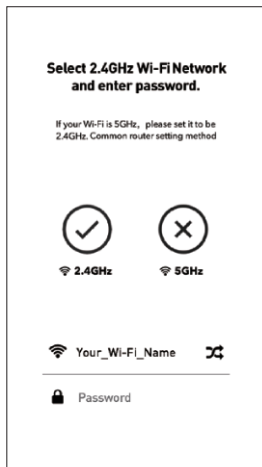 Select 2.4GHz Wi-Fi Network
and enter password.
If your Wi-Fi is 5GHz, please set it to be
2.4GHz. Common router setting method
2.4GHz
5GHz
Your_Wi-Fi_Name
Password